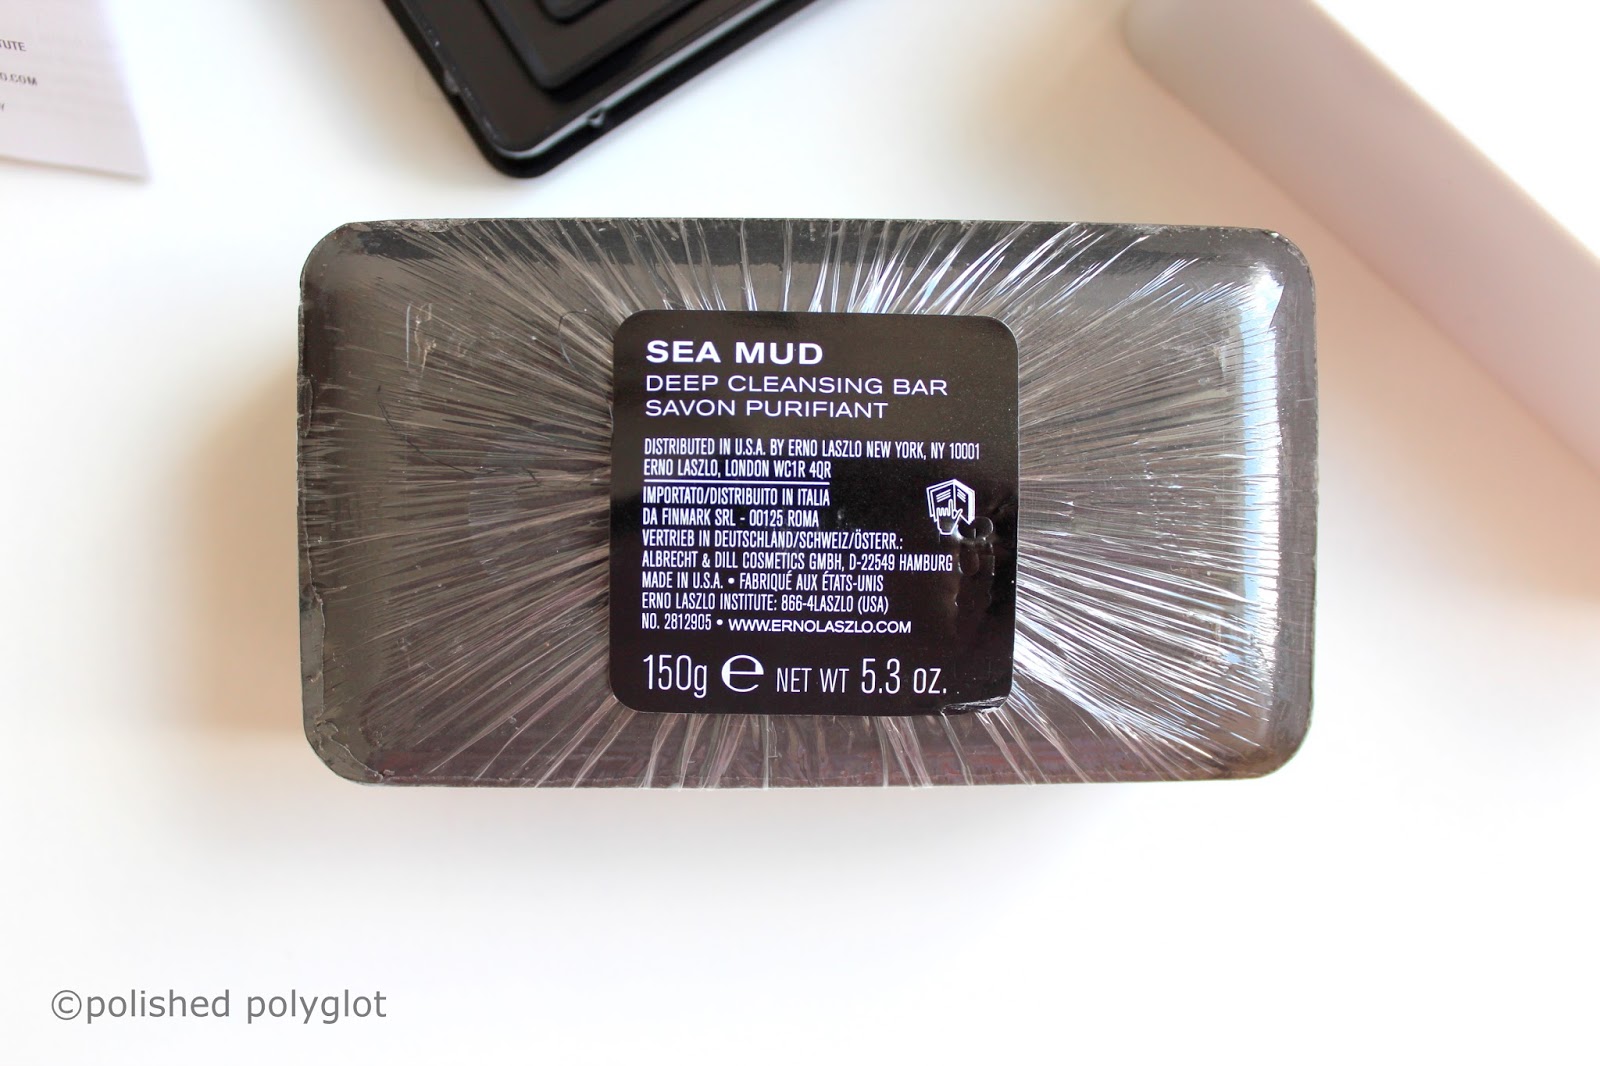 TUTE
O.COM
SEA MUD
DEEP CLEANSING BAR
SAVON PURIFIANT
DISTRIBUTED IN U.S.A. BY ERNO LASZLO NEW YORK, NY 10001
ERNO LASZLO, LONDON WC1R 4QR
IMPORTATO/DISTRIBUITO IN ITALIA
DA FINMARK SRL - 00125 ROMA
VERTRIEB IN DEUTSCHLAND/SCHWEIZ/ÖSTERR.:
ALBRECHT & DILL COSMETICS GMBH, D-22549 HAMBURG
MADE IN U.S.A. • FABRIQUÉ AUX ÉTATS-UNIS
ERNO LASZLO INSTITUTE: 866-4LASZLO (USA)
NO. 2812905 • WWW.ERNOLASZLO.COM
150g ℮ NET WT 5.3 OZ.
©polished polyglot